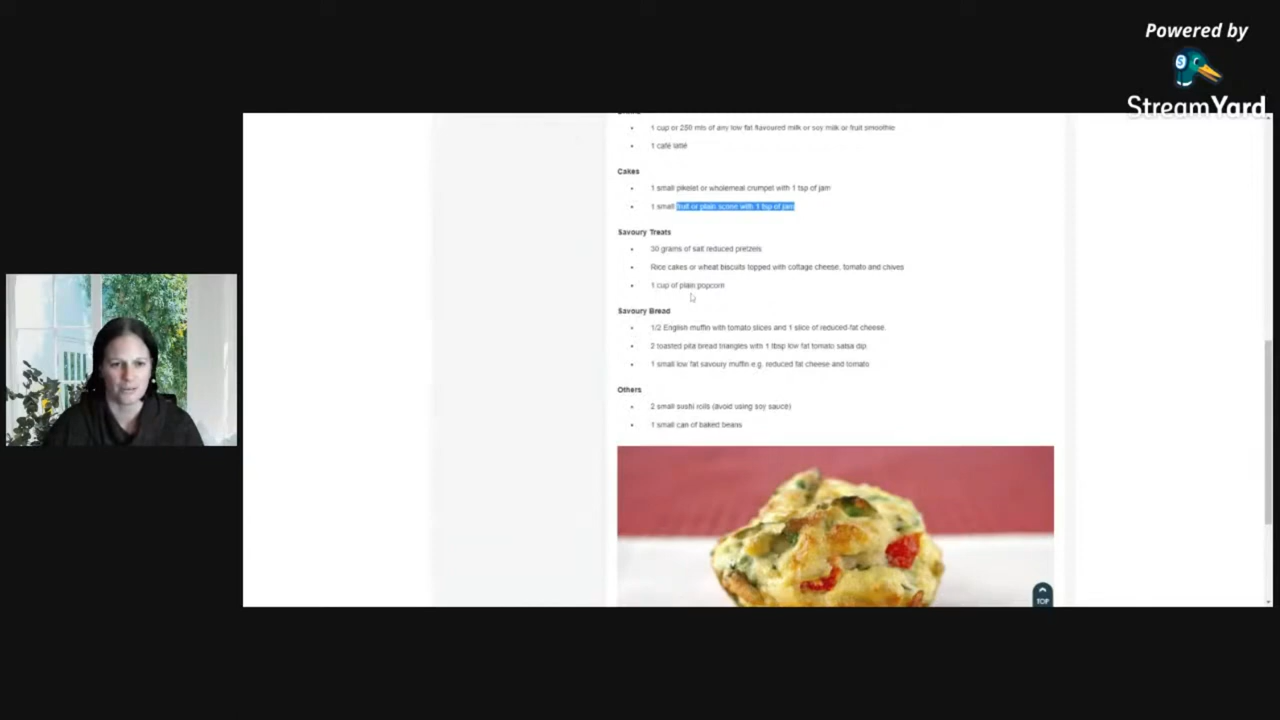 Powered by
StreamYard
1 cup or 250 mls of any low fat flavoured milk or soy milk or fruit smoothie
1 café latté
Cakes
1 small pikelet or wholemeal crumpet with 1 tsp of jam
1 small fruit or plain scone with 1 tsp of jam
Savoury Treats
30 grams of salt reduced pretzels
Rice cakes or wheat biscuits topped with cottage cheese, tomato and chives
1 cup of plain popcorn
Savoury Bread
1/2 English muffin with tomato slices and 1 slice of reduced-fat cheese.
2 toasted pita bread triangles with 1 tbsp low fat tomato salsa dip
1 small low fat savoury muffin e.g. reduced fat cheese and tomato
Others
2 small sushi rolls (avoid using soy sauce)
1 small can of baked beans
TOP